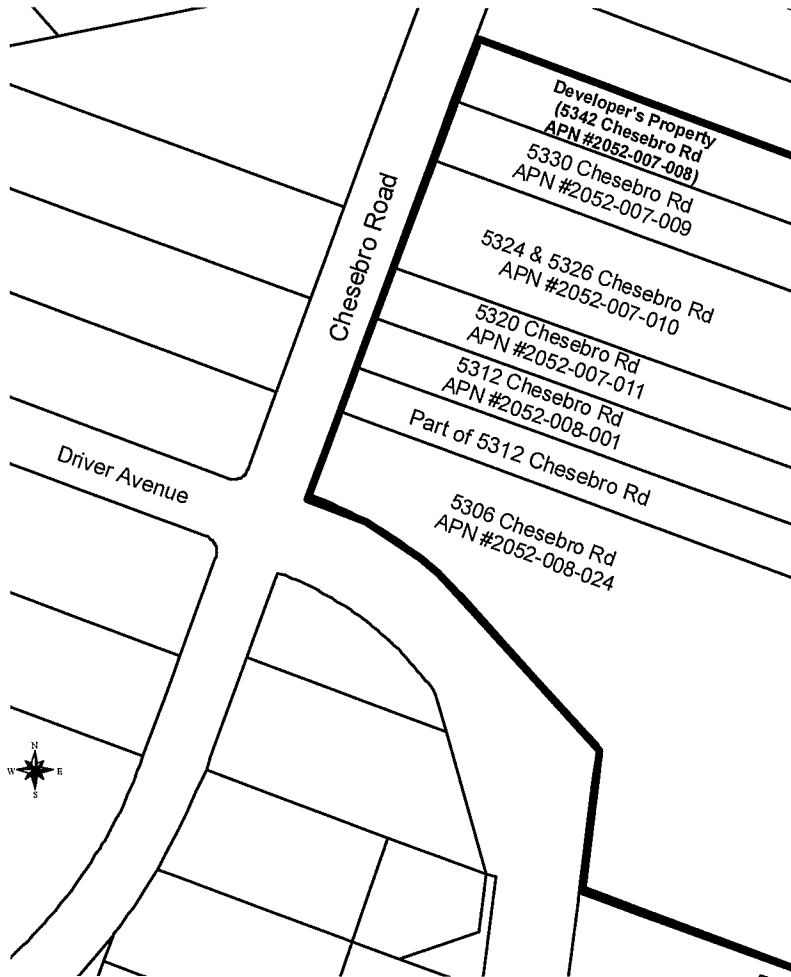 Developer's Property
(5342 Chesebro Rd
APN #2052-007-008)
5330 Chesebro Rd
APN #2052-007-009
Chesebro Road
5324 & 5326 Chesebro Rd
APN #2052-007-010
5320 Chesebro Rd
APN #2052-007-011
5312 Chesebro Rd
APN #2052-008-001
Part of 5312 Chesebro Rd
Driver Avenue
5306 Chesebro Rd
APN #2052-008-024
N
W E
S